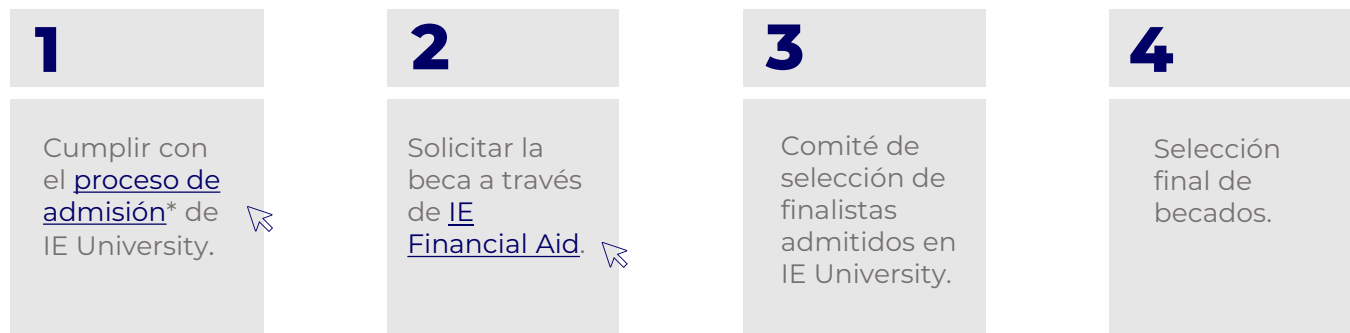 1
Cumplir con
el proceso de
admisión* de
IE University.
2
Solicitar la
beca a través
de IE
Financial Aid.
3
Comité de
selección de
finalistas
admitidos en
IE University.
4
Selección
final de
becados.